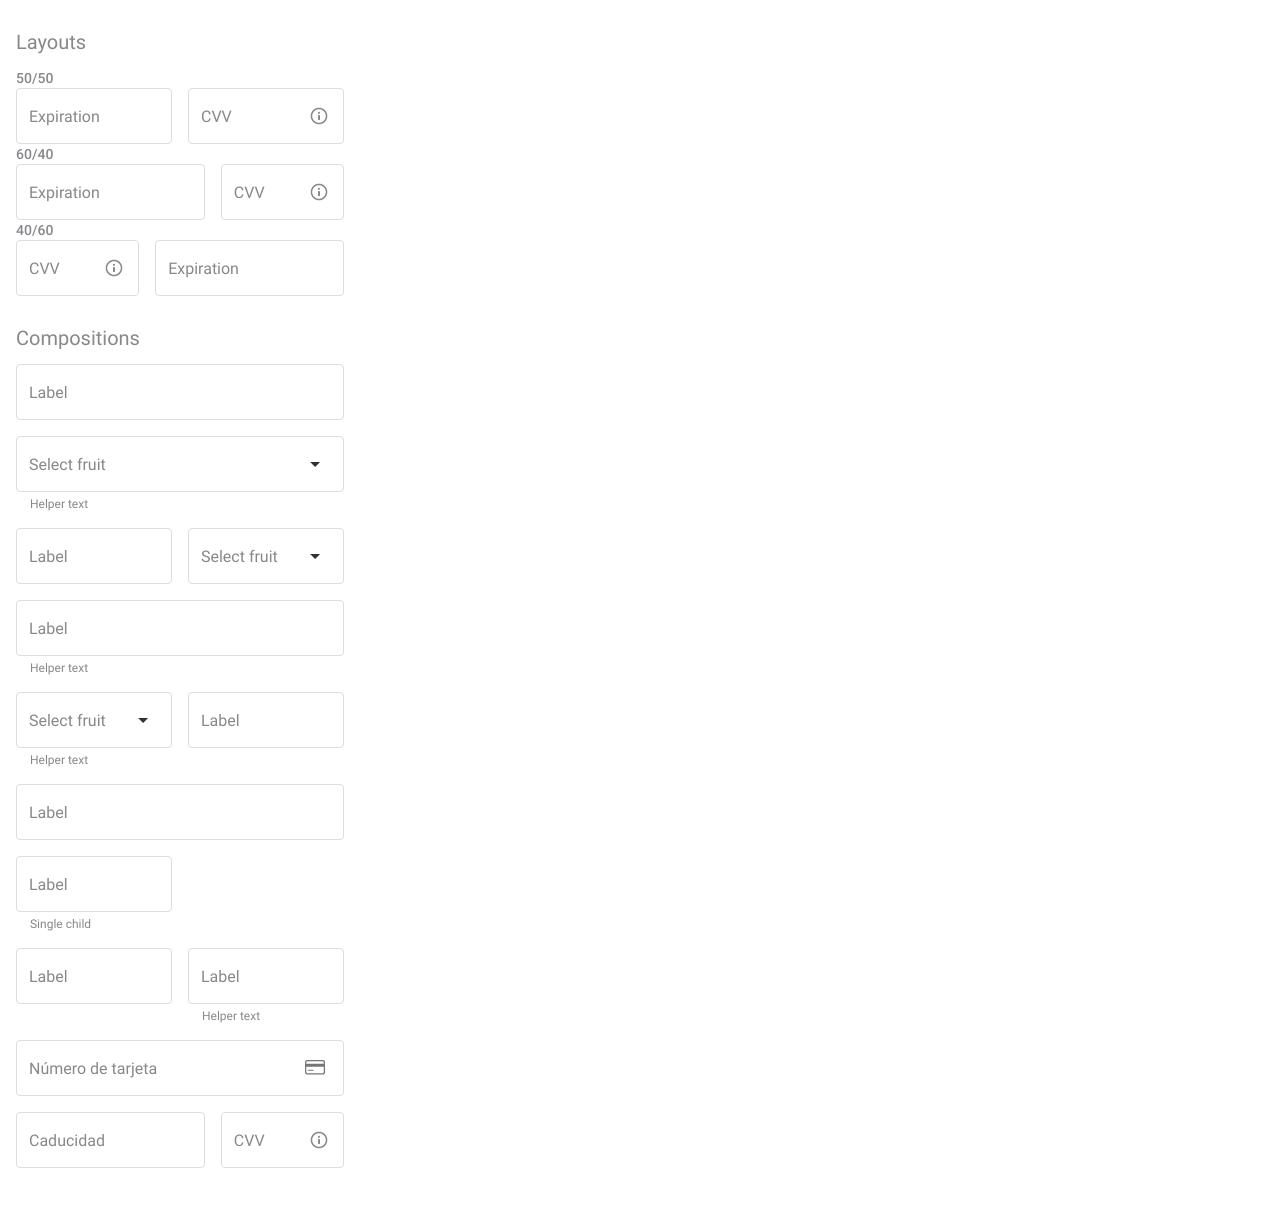 Layouts
50/50
Expiration CVV
60/40
Expiration CVV
40/60
CVV Expiration
Compositions
Label
Select fruit
Helper text
Label Select fruit
Label
Helper text
Select fruit Label
Helper text
Label
Label
Single child
Label Label
Helper text
Número de tarjeta
Caducidad CVV